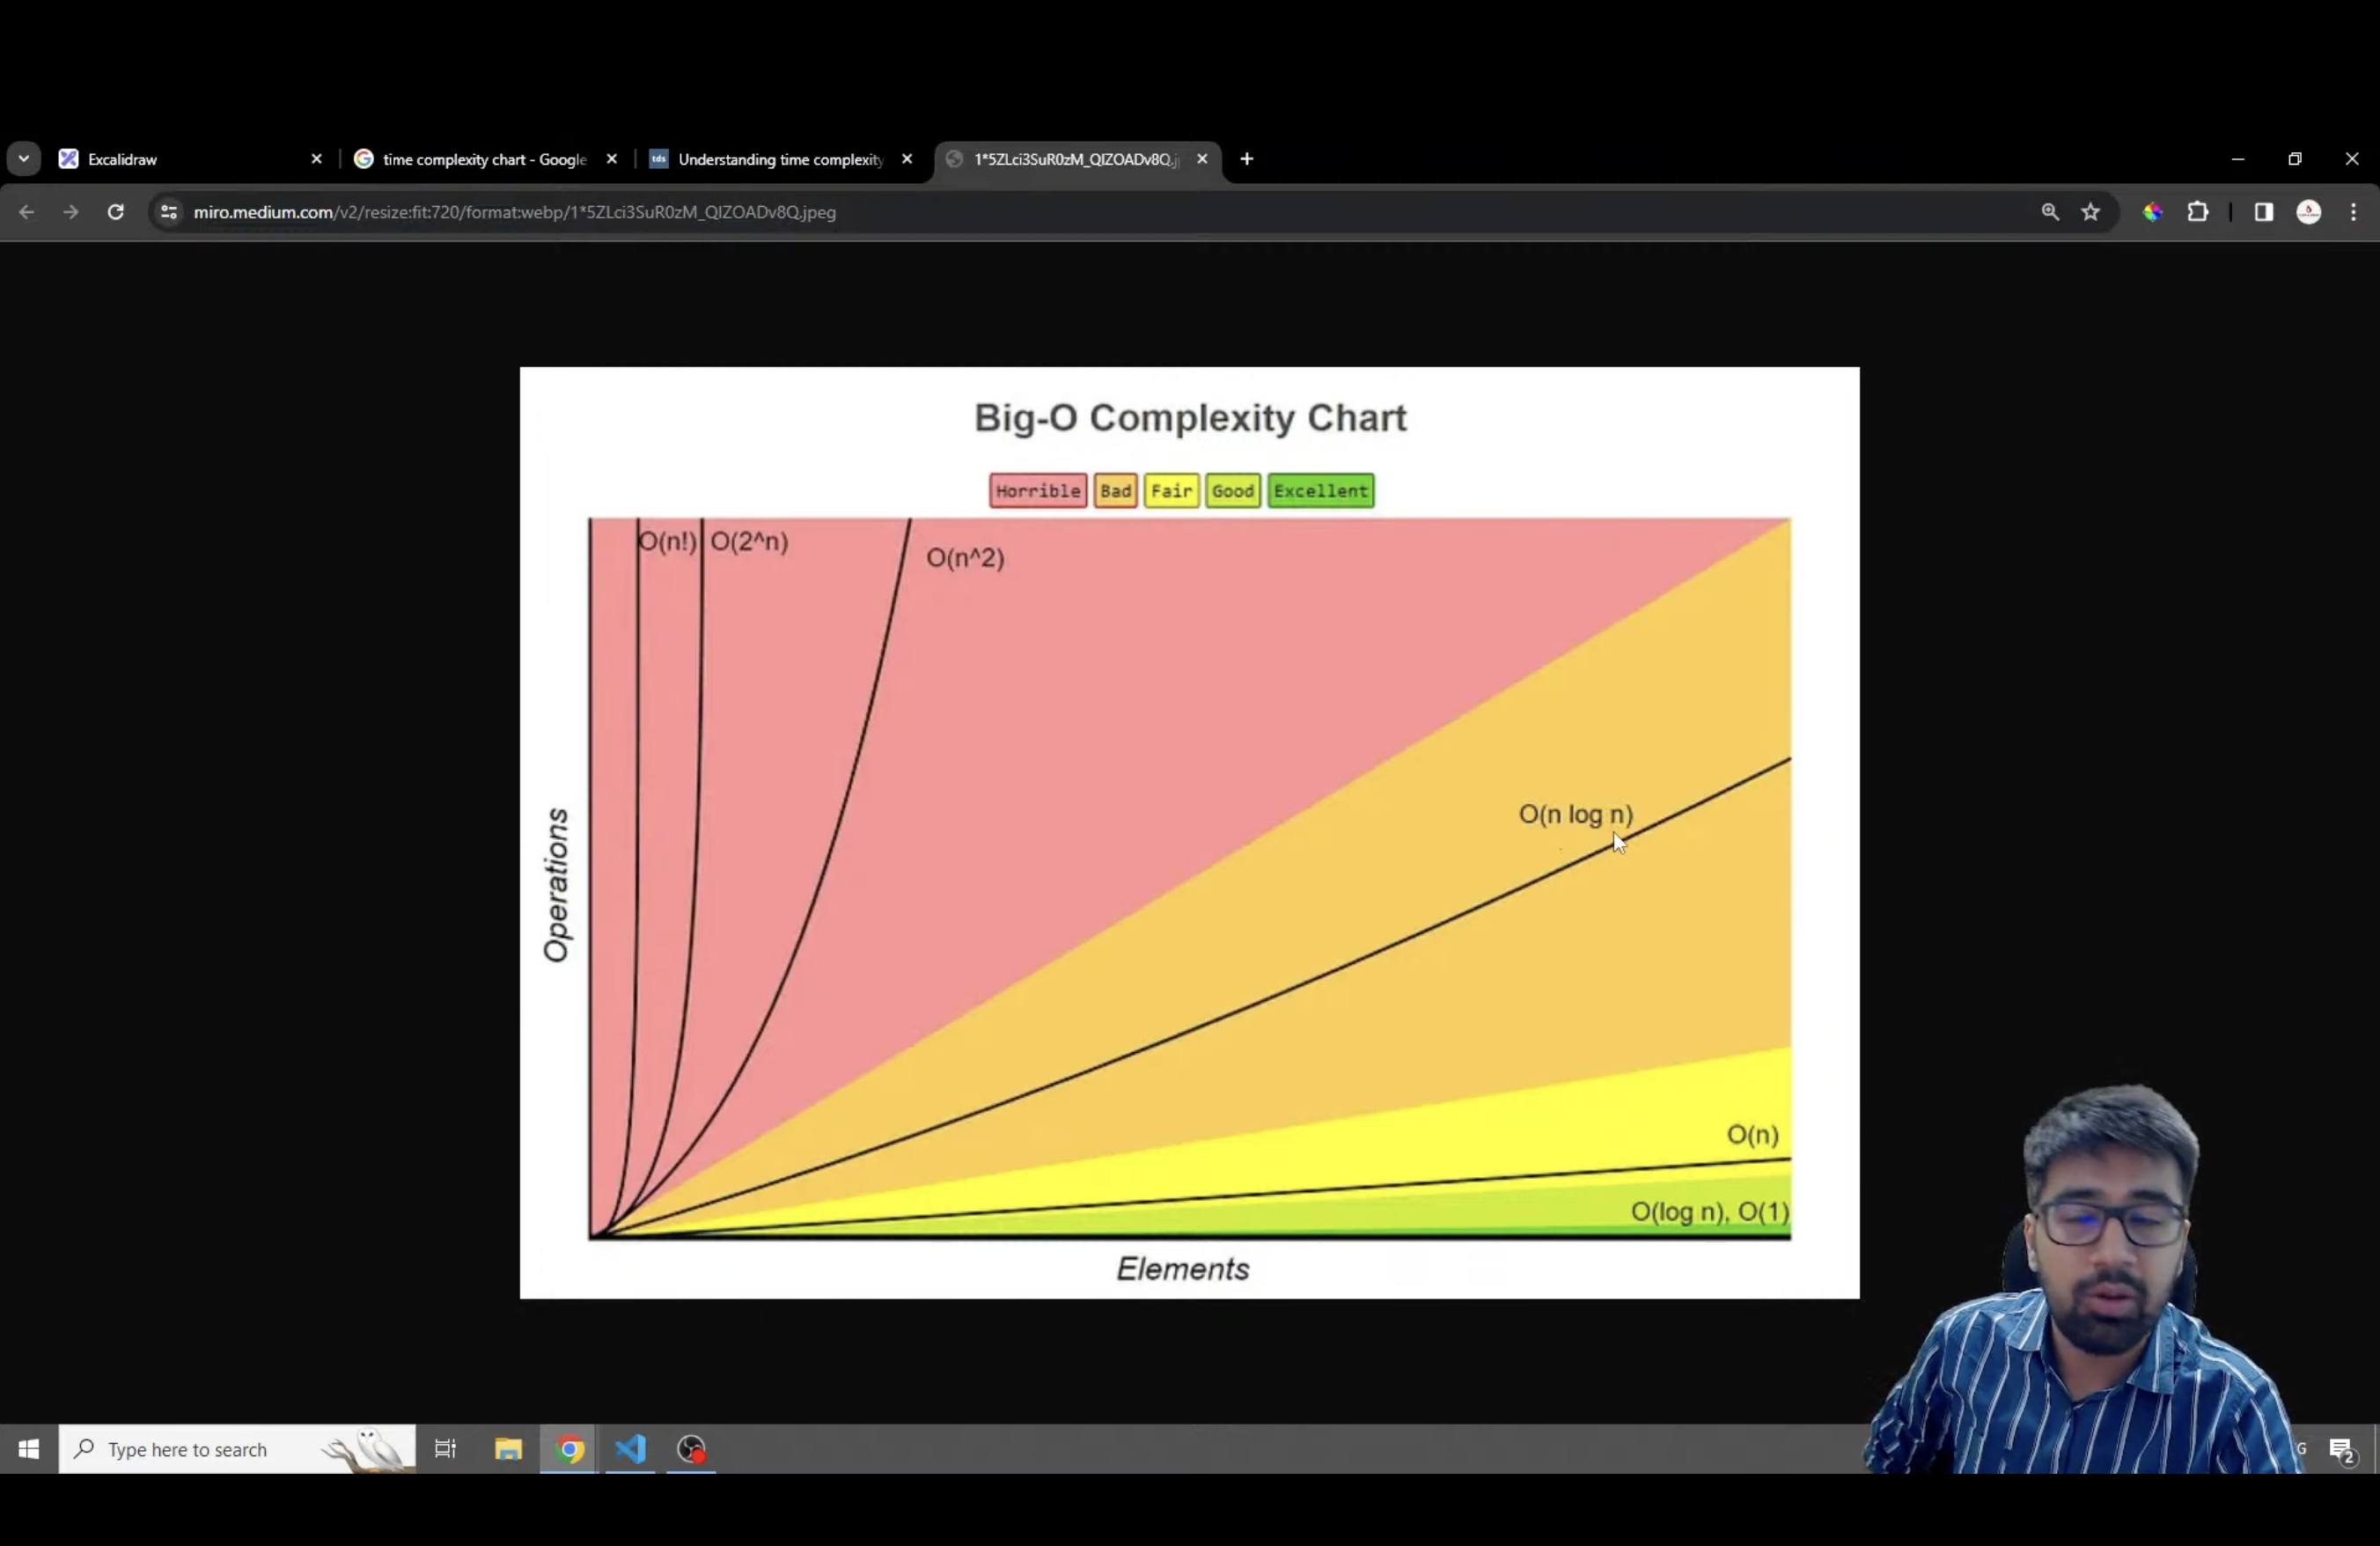 Excalidraw
time complexity chart - Google
tds Understanding time complexity
1*5ZLci3SuR0zM_QIZOADv8Q.j
miro.medium.com/v2/resize:fit:720/format:webp/1*5ZLci3SuR0zM_QIZOADv8Q.jpeg
Big-O Complexity Chart
Horrible Bad Fair Good Excellent
O(n!) O(2^n) O(n^2)
O(n log n)
Operations
O(n)
O(log n), O(1)
Elements
Type here to search
G
2